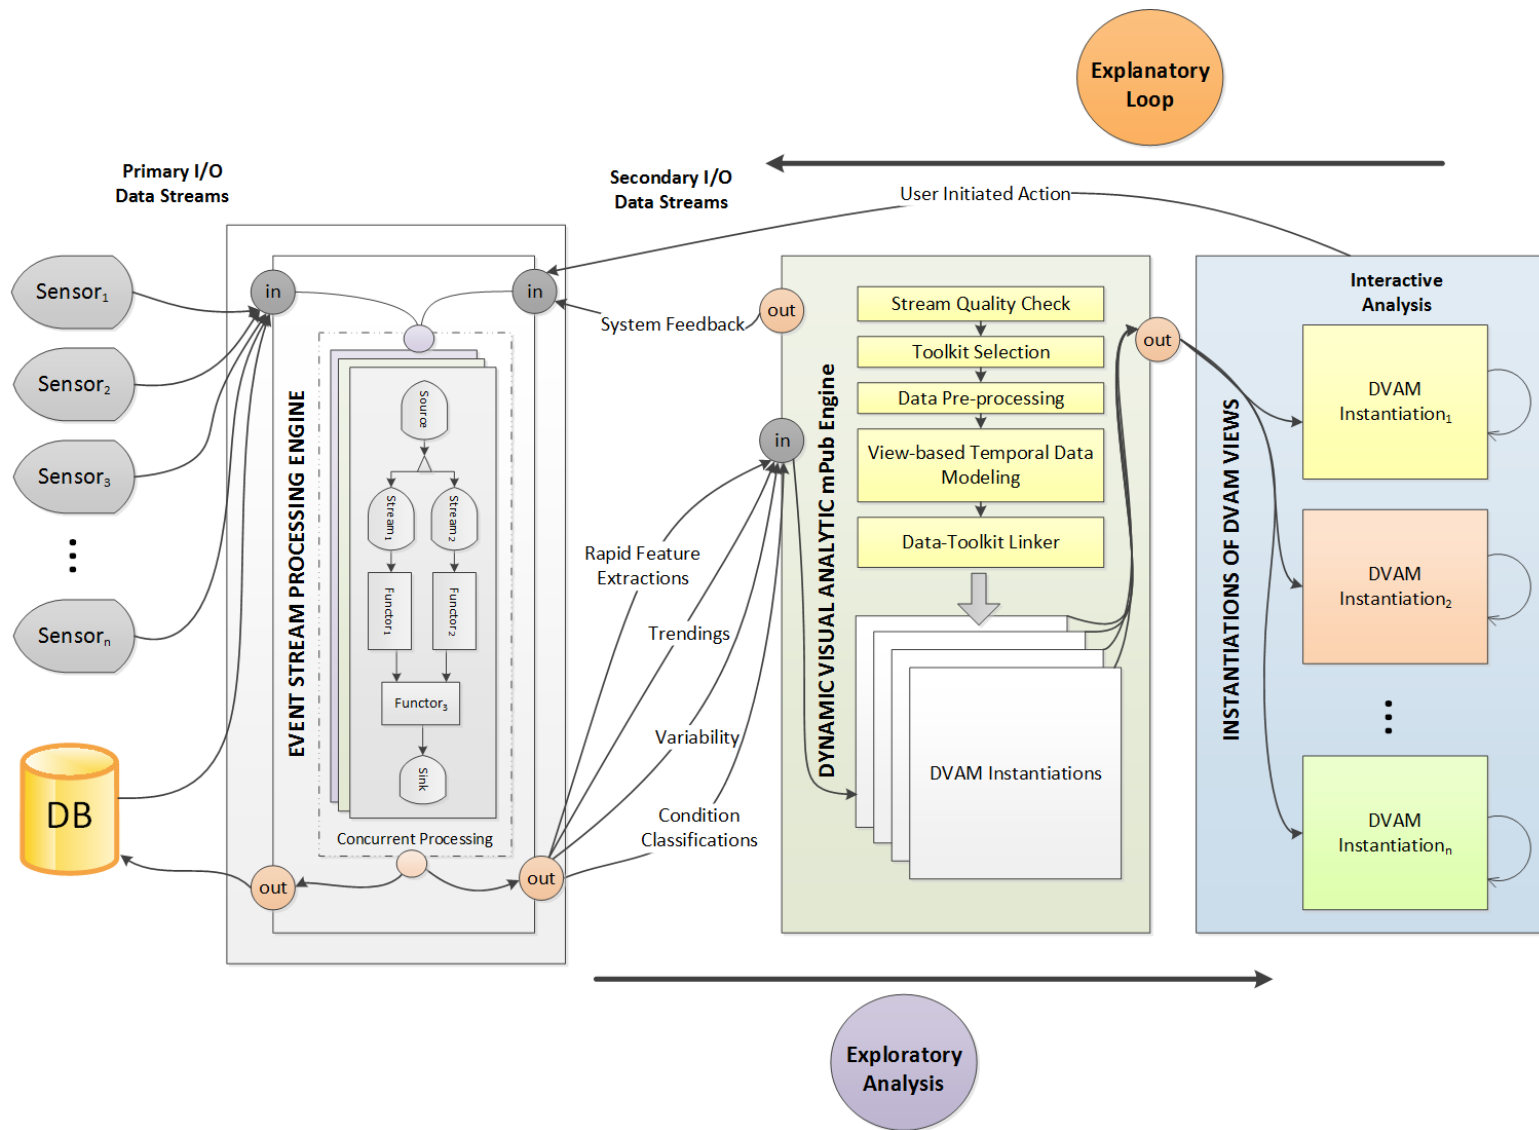 Explanatory
Loop
Primary I/O
Data Streams
Secondary I/O
Data Streams
User Initiated Action
Sensor₁
Sensor₂
Sensor₃
Sensorₙ
DB
in
in
out
out
EVENT STREAM PROCESSING ENGINE
Source
Stream₁
Stream₂
Functor₁
Functor₂
Functor₃
Sink
Concurrent Processing
System Feedback
Rapid Feature
Extractions
Trendings
Variability
Condition
Classifications
out
in
out
DYNAMIC VISUAL ANALYTIC mPub Engine
Stream Quality Check
Toolkit Selection
Data Pre-processing
View-based Temporal Data
Modeling
Data-Toolkit Linker
DVAM Instantiations
INSTANTIATIONS OF DVAM VIEWS
Interactive
Analysis
DVAM
Instantiation₁
DVAM
Instantiation₂
DVAM
Instantiationₙ
Exploratory
Analysis